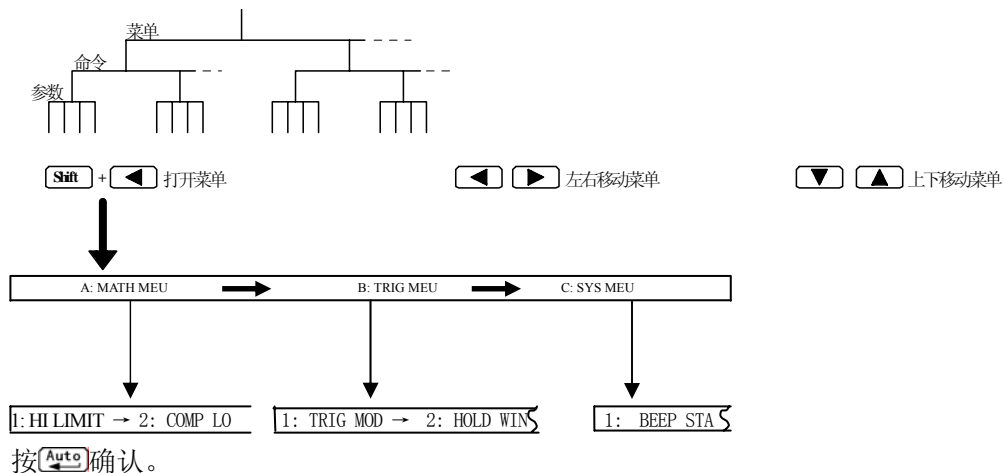 菜单
命令
参数
Shift + ◀ 打开菜单 ◀ ▶ 左右移动菜单 ▼ ▲ 上下移动菜单
A: MATH MEU B: TRIG MEU C: SYS MEU
1: HI LIMIT → 2: COMP LO 1: TRIG MOD → 2: HOLD WIN 1: BEEP STA
按Auto确认。